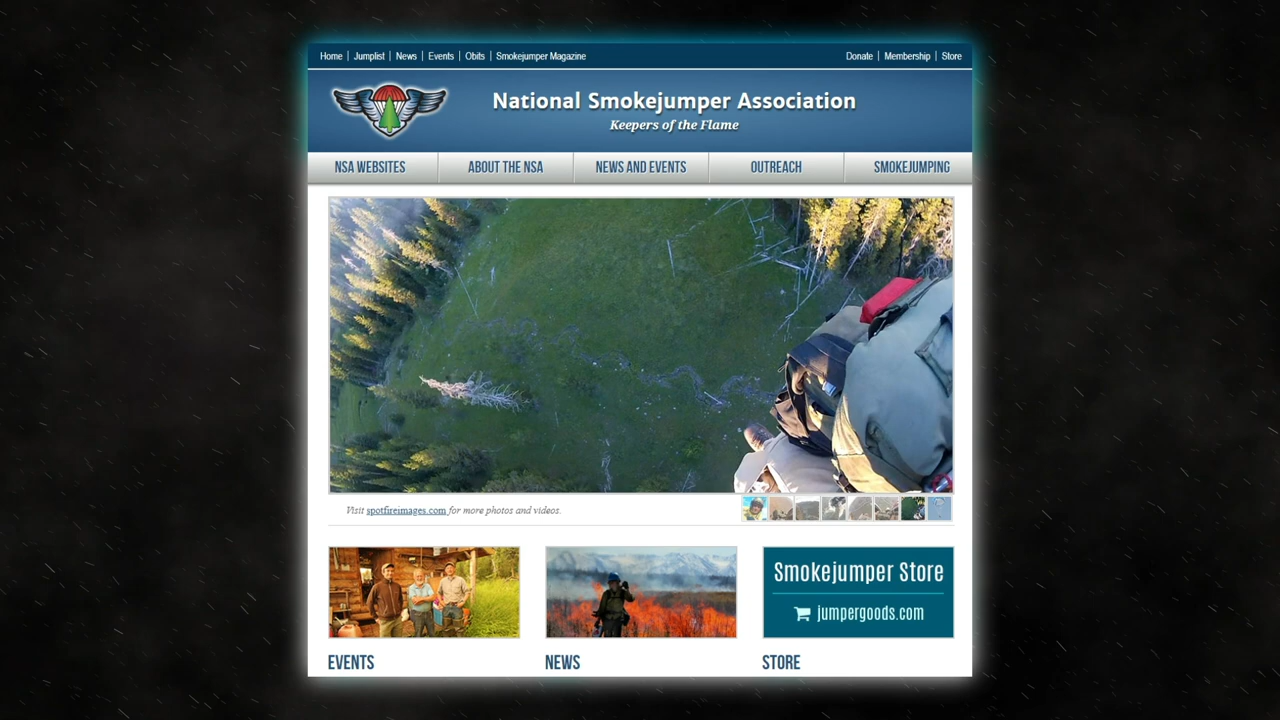 Home | Jumplist | News | Events | Obits | Smokejumper Magazine
Donate | Membership | Store
National Smokejumper Association
Keepers of the Flame
NSA WEBSITES
ABOUT THE NSA
NEWS AND EVENTS
OUTREACH
SMOKEJUMPING
Visit spotfireimages.com for more photos and videos.
Smokejumper Store
jumpergoods.com
EVENTS
NEWS
STORE